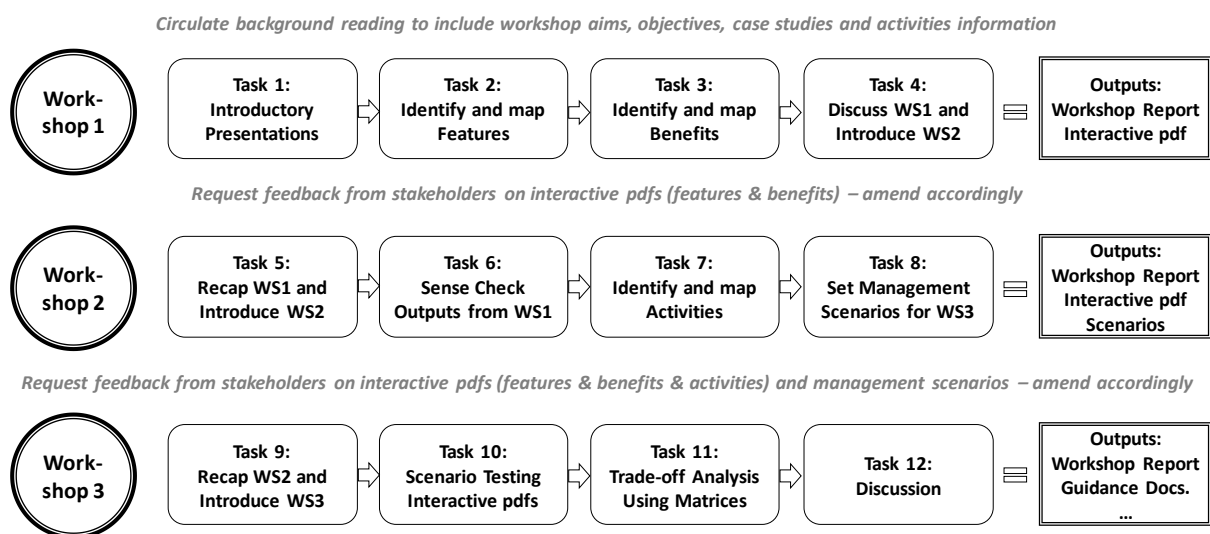 Circulate background reading to include workshop aims, objectives, case studies and activities information
Work-
shop 1
Task 1:
Introductory
Presentations
Task 2:
Identify and map
Features
Task 3:
Identify and map
Benefits
Task 4:
Discuss WS1 and
Introduce WS2
Outputs:
Workshop Report
Interactive pdf
Request feedback from stakeholders on interactive pdfs (features & benefits) – amend accordingly
Work-
shop 2
Task 5:
Recap WS1 and
Introduce WS2
Task 6:
Sense Check
Outputs from WS1
Task 7:
Identify and map
Activities
Task 8:
Set Management
Scenarios for WS3
Outputs:
Workshop Report
Interactive pdf
Scenarios
Request feedback from stakeholders on interactive pdfs (features & benefits & activities) and management scenarios – amend accordingly
Work-
shop 3
Task 9:
Recap WS2 and
Introduce WS3
Task 10:
Scenario Testing
Interactive pdfs
Task 11:
Trade-off Analysis
Using Matrices
Task 12:
Discussion
Outputs:
Workshop Report
Guidance Docs.
...